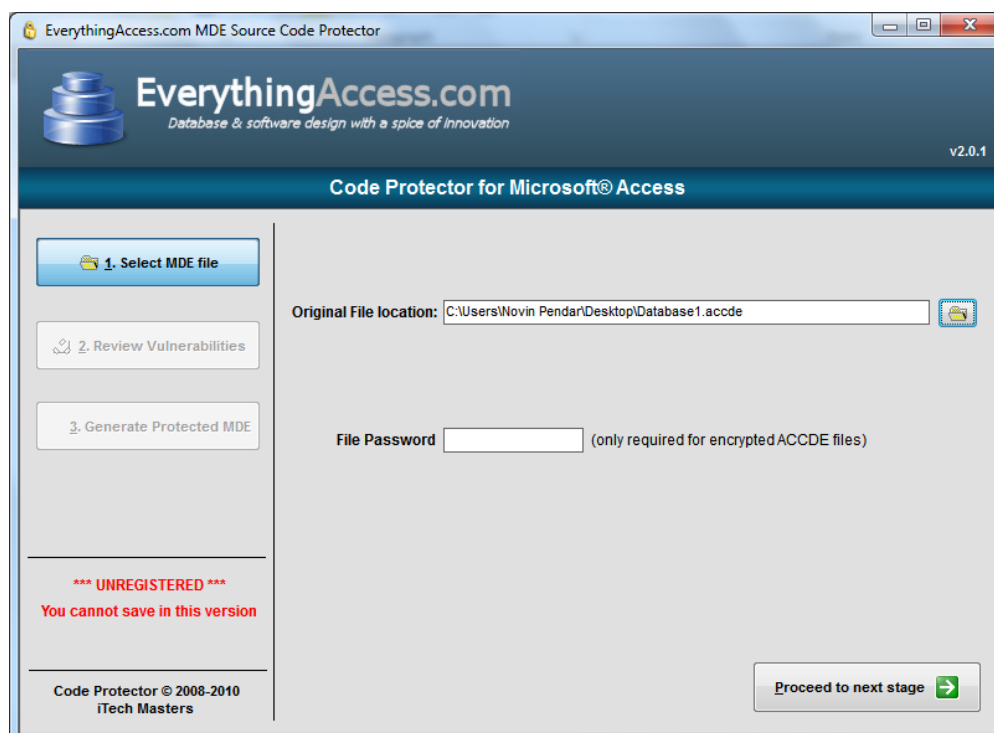 EverythingAccess.com MDE Source Code Protector
EverythingAccess.com
Database & software design with a spice of innovation
v2.0.1
Code Protector for Microsoft® Access
1. Select MDE file
Original File location: C:\Users\Novin Pendar\Desktop\Database1.accde
2. Review Vulnerabilities
3. Generate Protected MDE
File Password (only required for encrypted ACCDE files)
*** UNREGISTERED ***
You cannot save in this version
Code Protector © 2008-2010
iTech Masters
Proceed to next stage